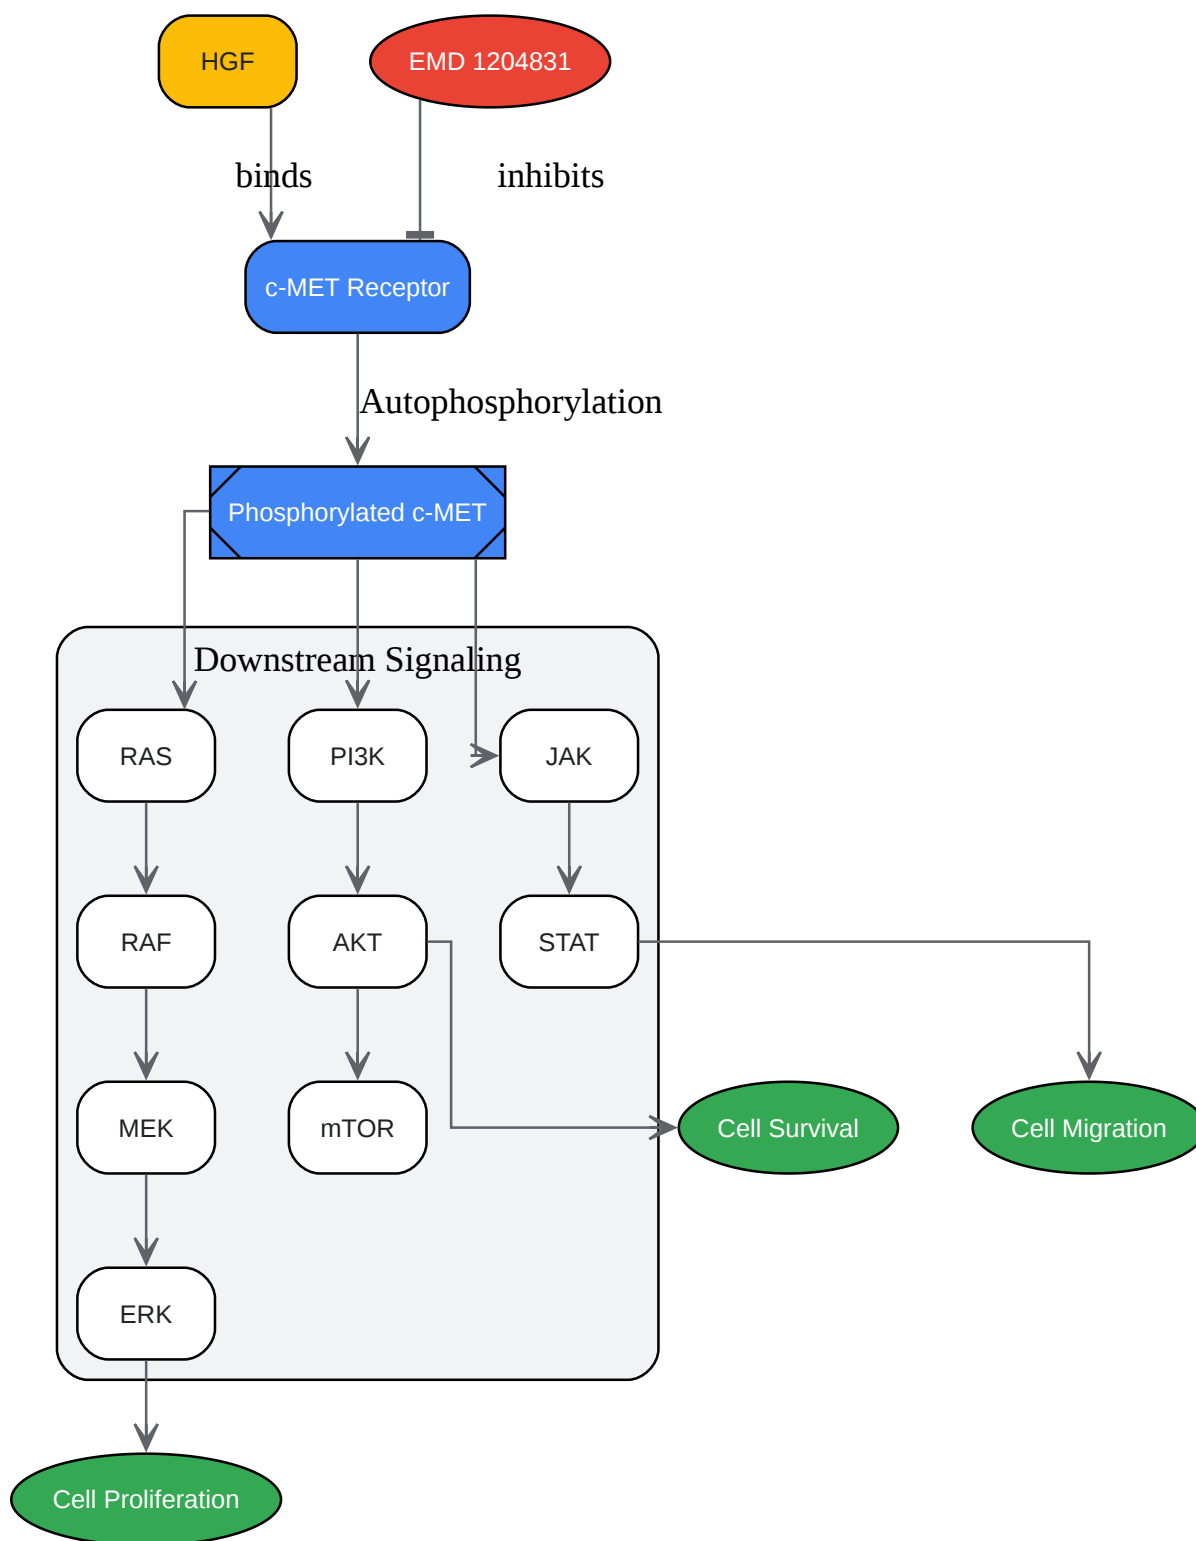 HGF
EMD 1204831
binds
inhibits
c-MET Receptor
Autophosphorylation
Phosphorylated c-MET
Downstream Signaling
RAS
PI3K
JAK
RAF
AKT
STAT
MEK
mTOR
Cell Survival
Cell Migration
ERK
Cell Proliferation